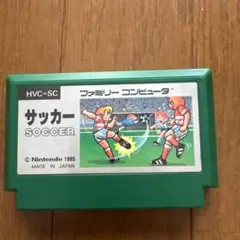 HVC-SC
ファミリー コンピュータ
サッカー
SOCCER
© Nintendo 1985
MADE IN JAPAN